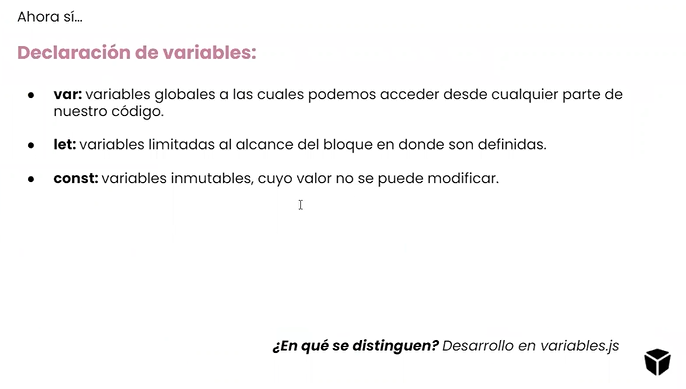 Ahora sí...
Declaración de variables:
● var: variables globales a las cuales podemos acceder desde cualquier parte de
nuestro código.
● let: variables limitadas al alcance del bloque en donde son definidas.
● const: variables inmutables, cuyo valor no se puede modificar.
¿En qué se distinguen? Desarrollo en variables.js